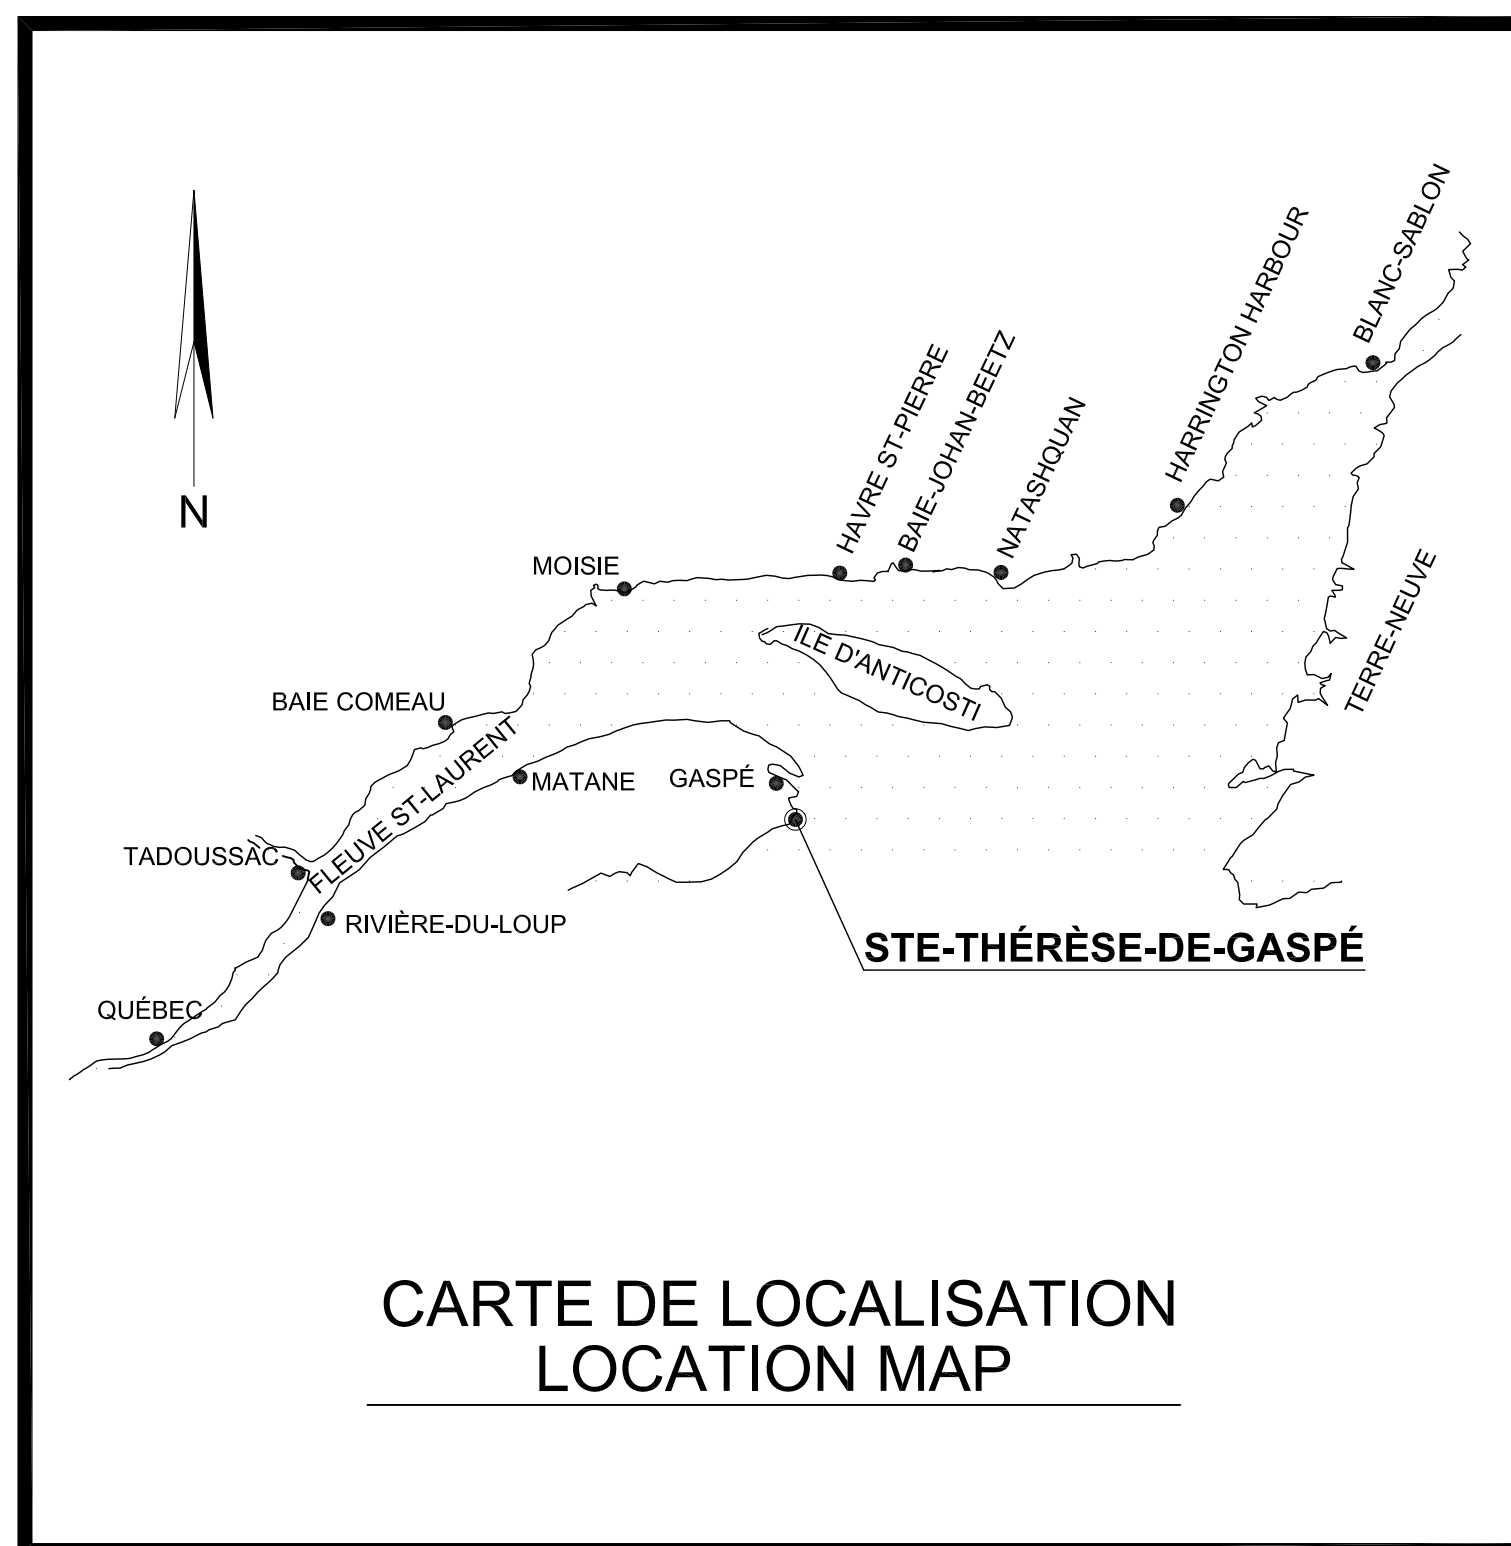 BLANC-SABLON
HARRINGTON HARBOUR
HAVRE ST-PIERRE
BAIE-JOHAN-BEETZ
NATASHQUAN
N
MOISIE
TERRE-NEUVE
ILE D'ANTICOSTI
BAIE COMEAU
FLEUVE ST-LAURENT
MATANE
GASPÉ
TADOUSSAC
RIVIÈRE-DU-LOUP
STE-THÉRÈSE-DE-GASPÉ
QUÉBEC
CARTE DE LOCALISATION
LOCATION MAP